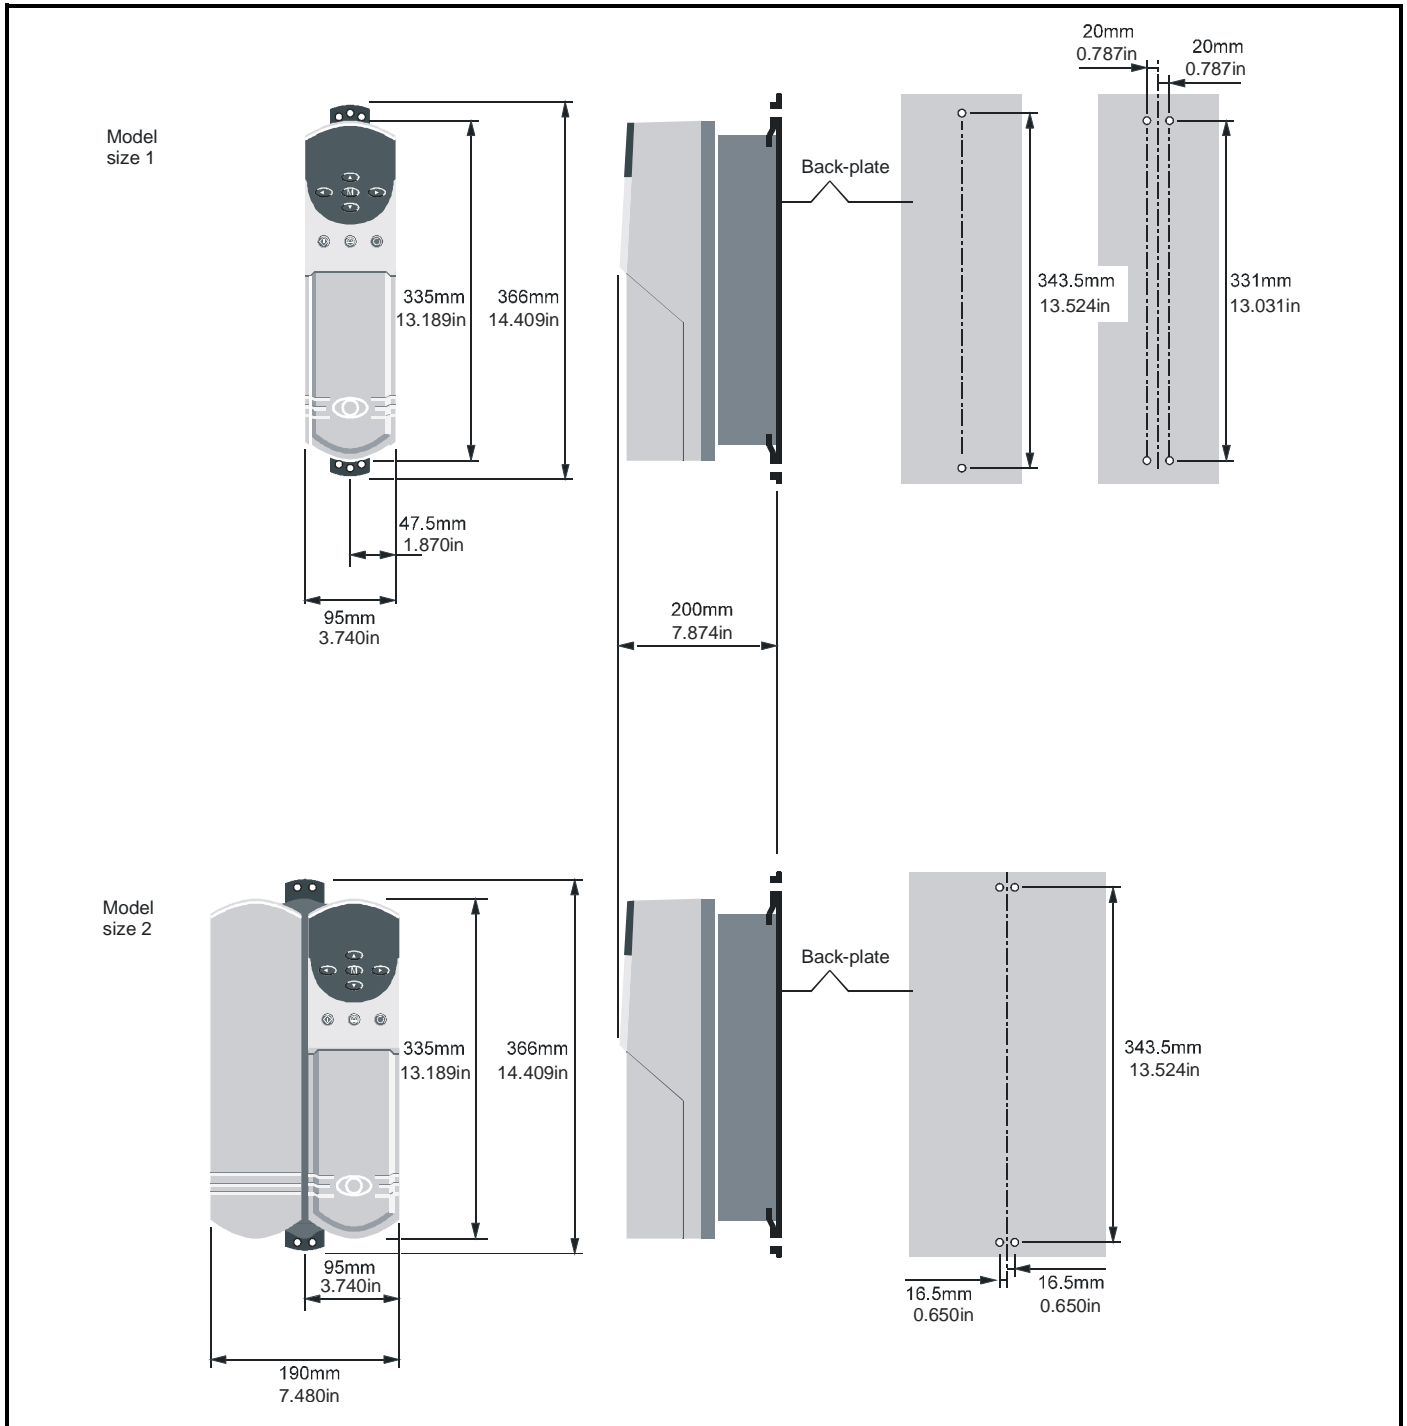 20mm
0.787in
20mm
0.787in
Model
size 1
Back-plate
M
335mm
13.189in
366mm
14.409in
343.5mm
13.524in
331mm
13.031in
47.5mm
1.870in
95mm
3.740in
200mm
7.874in
Model
size 2
Back-plate
M
335mm
13.189in
366mm
14.409in
343.5mm
13.524in
95mm
3.740in
16.5mm
0.650in
16.5mm
0.650in
190mm
7.480in